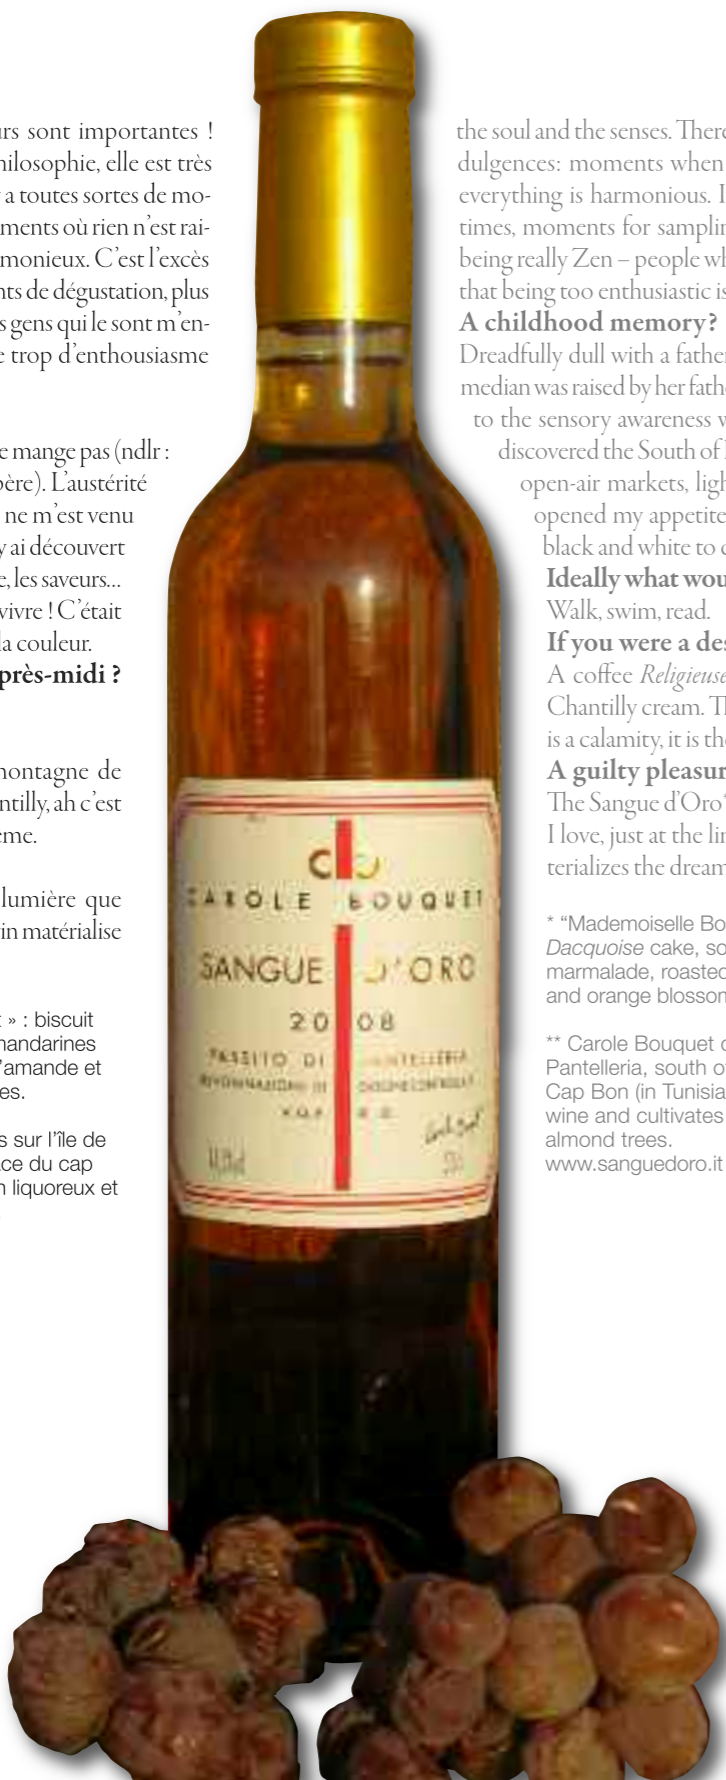 urs sont importantes !
hilosophie, elle est très
a toutes sortes de mo-
ments où rien n’est rai-
monieux. C’est l’excès
nts de dégustation, plus
s gens qui le sont m’en-
e trop d’enthousiasme
e mange pas (ndlr :
père). L’austérité
ne m’est venu
y ai découvert
e, les saveurs...
vivre ! C’était
la couleur.
près-midi ?
montagne de
ntilly, ah c’est
ème.
lumière que
in matérialise
t » : biscuit
mandarines
’amande et
es.
s sur l’île de
ace du cap
n liquoreux et
CAROLE BOUQUET
SANGUE D'ORO
2008
PASSITO DI PANTELLERIA
the soul and the senses. There
dulgences: moments when
everything is harmonious. I
times, moments for samplin
being really Zen – people wh
that being too enthusiastic is
A childhood memory?
Dreadfully dull with a father
median was raised by her fathe
to the sensory awareness w
discovered the South of
open-air markets, ligh
opened my appetite
black and white to c
Ideally what wou
Walk, swim, read.
If you were a des
A coffee Religieuse
Chantilly cream. Th
is a calamity, it is the
A guilty pleasur
The Sangue d’Oro*
I love, just at the lin
terializes the dream
* “Mademoiselle Bo
Dacquoise cake, so
marmalade, roasted
and orange blosson
** Carole Bouquet o
Pantelleria, south o
Cap Bon (in Tunisia
wine and cultivates
almond trees.
www.sanguedoro.it